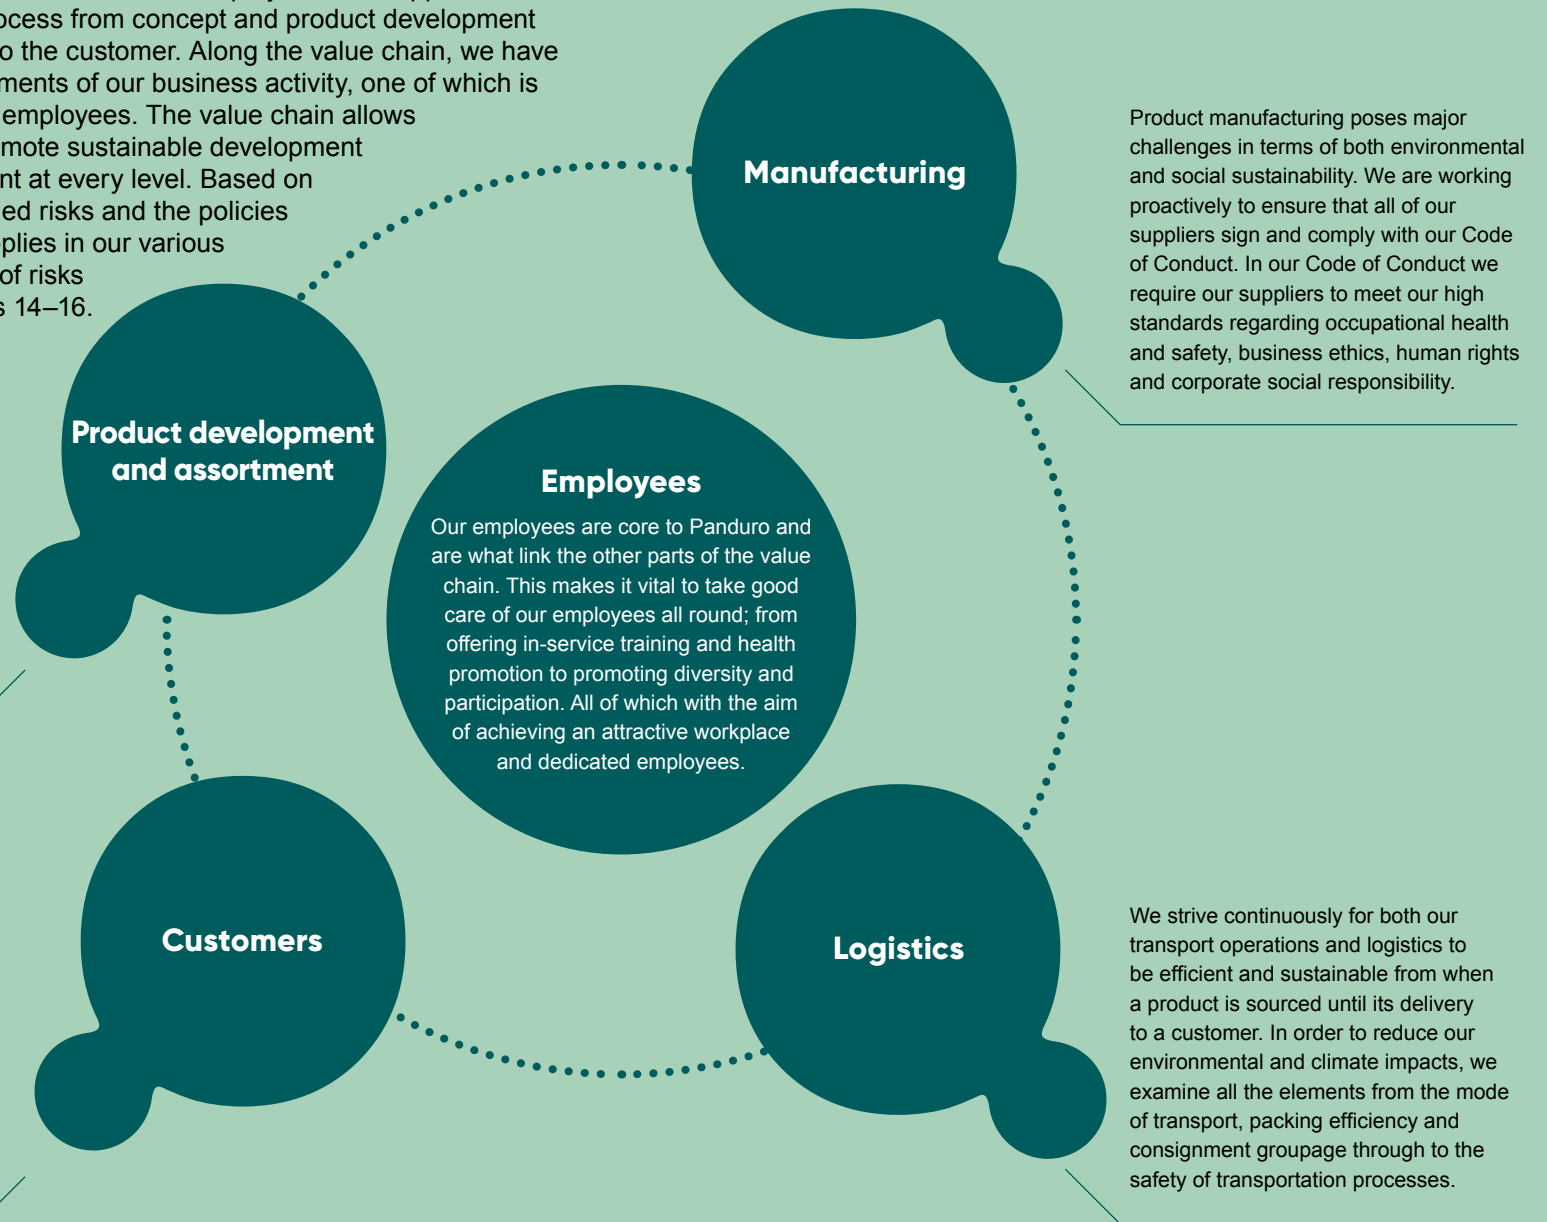 ocess from concept and product development
o the customer. Along the value chain, we have
ments of our business activity, one of which is
employees. The value chain allows
mote sustainable development
nt at every level. Based on
ed risks and the policies
plies in our various
of risks
s 14–16.
Manufacturing
Product manufacturing poses major
challenges in terms of both environmental
and social sustainability. We are working
proactively to ensure that all of our
suppliers sign and comply with our Code
of Conduct. In our Code of Conduct we
require our suppliers to meet our high
standards regarding occupational health
and safety, business ethics, human rights
and corporate social responsibility.
Product development
and assortment
Employees
Our employees are core to Panduro and
are what link the other parts of the value
chain. This makes it vital to take good
care of our employees all round; from
offering in-service training and health
promotion to promoting diversity and
participation. All of which with the aim
of achieving an attractive workplace
and dedicated employees.
Customers
Logistics
We strive continuously for both our
transport operations and logistics to
be efficient and sustainable from when
a product is sourced until its delivery
to a customer. In order to reduce our
environmental and climate impacts, we
examine all the elements from the mode
of transport, packing efficiency and
consignment groupage through to the
safety of transportation processes.